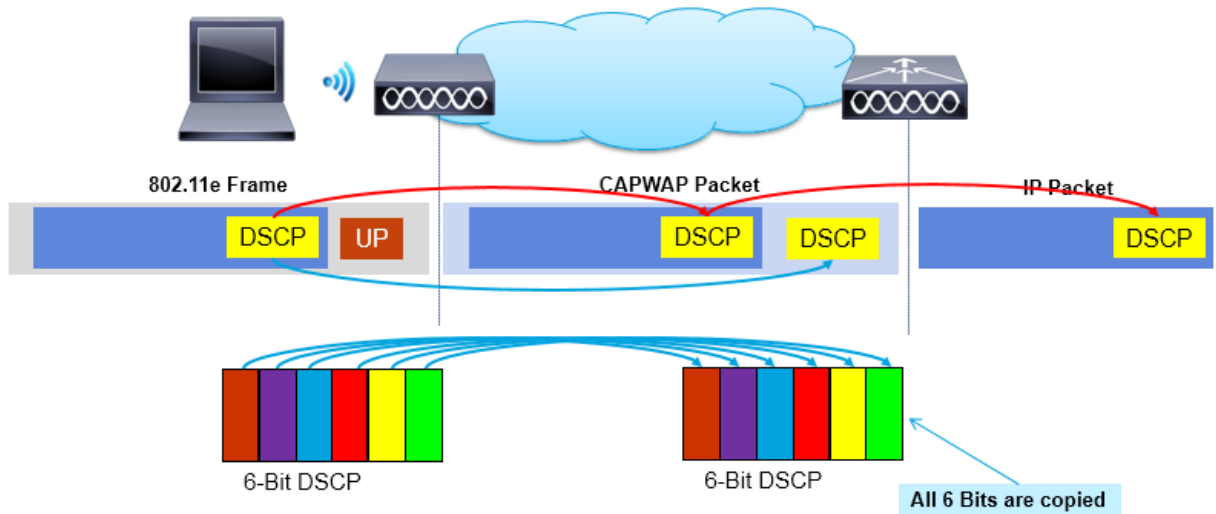 802.11e Frame
CAPWAP Packet
IP Packet
DSCP
UP
DSCP
DSCP
DSCP
6-Bit DSCP
6-Bit DSCP
All 6 Bits are copied